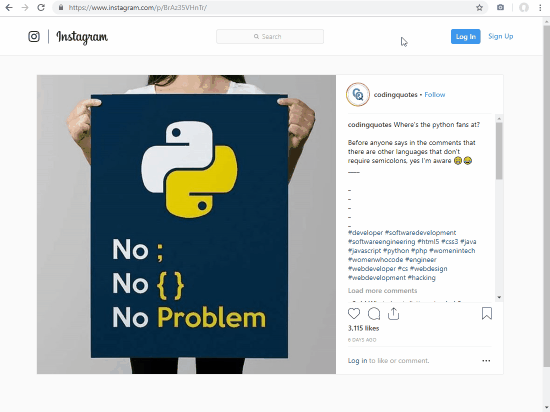 https://www.instagram.com/p/BrAz35VHnTr/
Instagram
Search
Log In
Sign Up
No ;
No { }
No Problem
codingquotes • Follow
codingquotes Where's the python fans at?
Before anyone says in the comments that
there are other languages that don't
require semicolons, yes I'm aware 😅😂
#developer #softwaredevelopment
#softwareengineering #html5 #css3 #java
#javascript #python #php #womenintech
#womenwhocode #engineer
#webdeveloper #cs #webdesign
#webdevelopment #hacking
Load more comments
3,115 likes
6 DAYS AGO
Log in to like or comment.